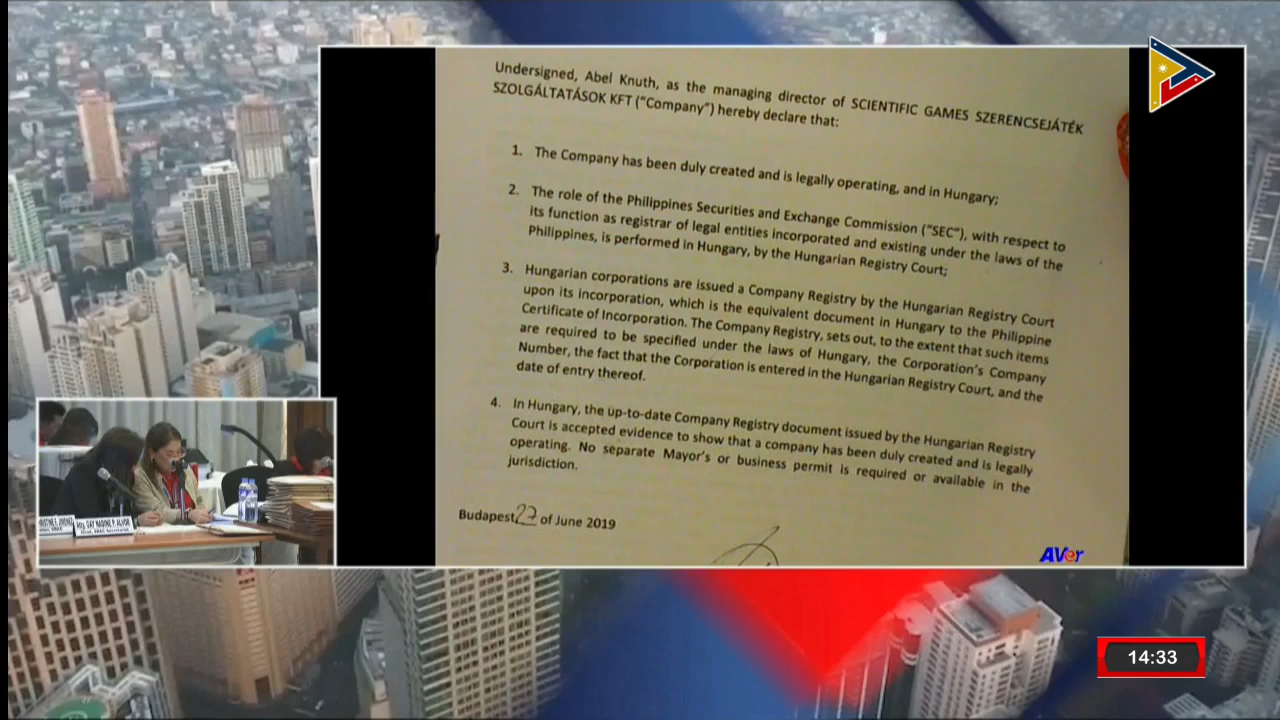 Undersigned, Abel Knuth, as the managing director of SCIENTIFIC GAMES SZERENCSEJÁTÉK
SZOLGÁLTATÁSOK KFT ("Company") hereby declare that:
1. The Company has been duly created and is legally operating, and in Hungary;
2. The role of the Philippines Securities and Exchange Commission ("SEC"), with respect to
its function as registrar of legal entities incorporated and existing under the laws of the
Philippines, is performed in Hungary, by the Hungarian Registry Court;
3. Hungarian corporations are issued a Company Registry by the Hungarian Registry Court
upon its incorporation, which is the equivalent document in Hungary to the Philippine
Certificate of Incorporation. The Company Registry, sets out, to the extent that such items
are required to be specified under the laws of Hungary, the Corporation's Company
Number, the fact that the Corporation is entered in the Hungarian Registry Court, and the
date of entry thereof.
4. In Hungary, the up-to-date Company Registry document issued by the Hungarian Registry
Court is accepted evidence to show that a company has been duly created and is legally
operating. No separate Mayor's or business permit is required or available in the
jurisdiction.
Budapest, 27 of June 2019
AVer
Atty. GAY NADINE P. ALVOR
14:33